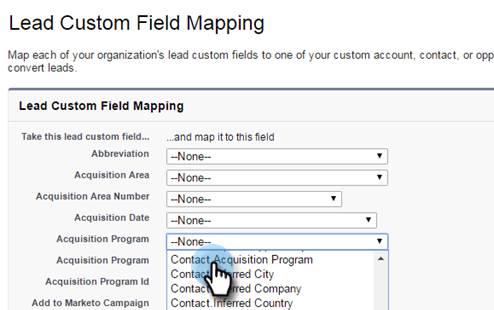 Lead Custom Field Mapping
Map each of your organization's lead custom fields to one of your custom account, contact, or opp
convert leads.
Lead Custom Field Mapping
Take this lead custom field... ...and map it to this field
Abbreviation --None--
Acquisition Area --None--
Acquisition Area Number --None--
Acquisition Date --None--
Acquisition Program --None--
Acquisition Program Contact.Acquisition Program
Contact.Inferred City
Acquisition Program Id
Contact.Inferred Company
Add to Marketo Campaign Contact.Inferred Country